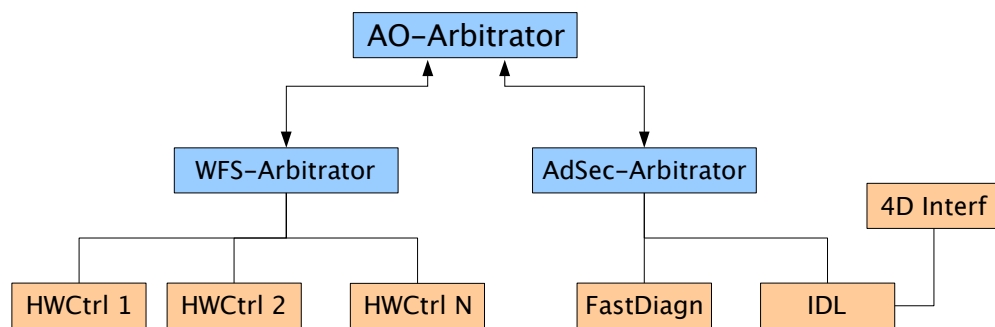 AO-Arbitrator
WFS-Arbitrator
AdSec-Arbitrator
4D Interf
HWCtrl 1
HWCtrl 2
HWCtrl N
FastDiagn
IDL